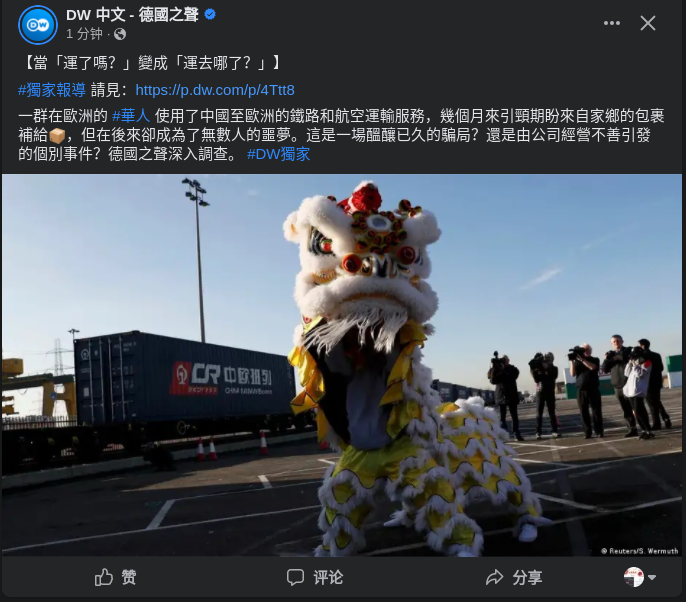 DW 中文 - 德國之聲
1 分钟 ·
【當「運了嗎？」變成「運去哪了？」】
#獨家報導 請見：https://p.dw.com/p/4Ttt8
一群在歐洲的 #華人 使用了中國至歐洲的鐵路和航空運輸服務，幾個月來引頸期盼來自家鄉的包裹
補給📦，但在後來卻成為了無數人的噩夢。這是一場醞釀已久的騙局？還是由公司經營不善引發
的個別事件？德國之聲深入調查。 #DW獨家
CR 中欧班列
CHINA RAILWAY Express
© Reuters/S. Wermuth
赞
评论
分享